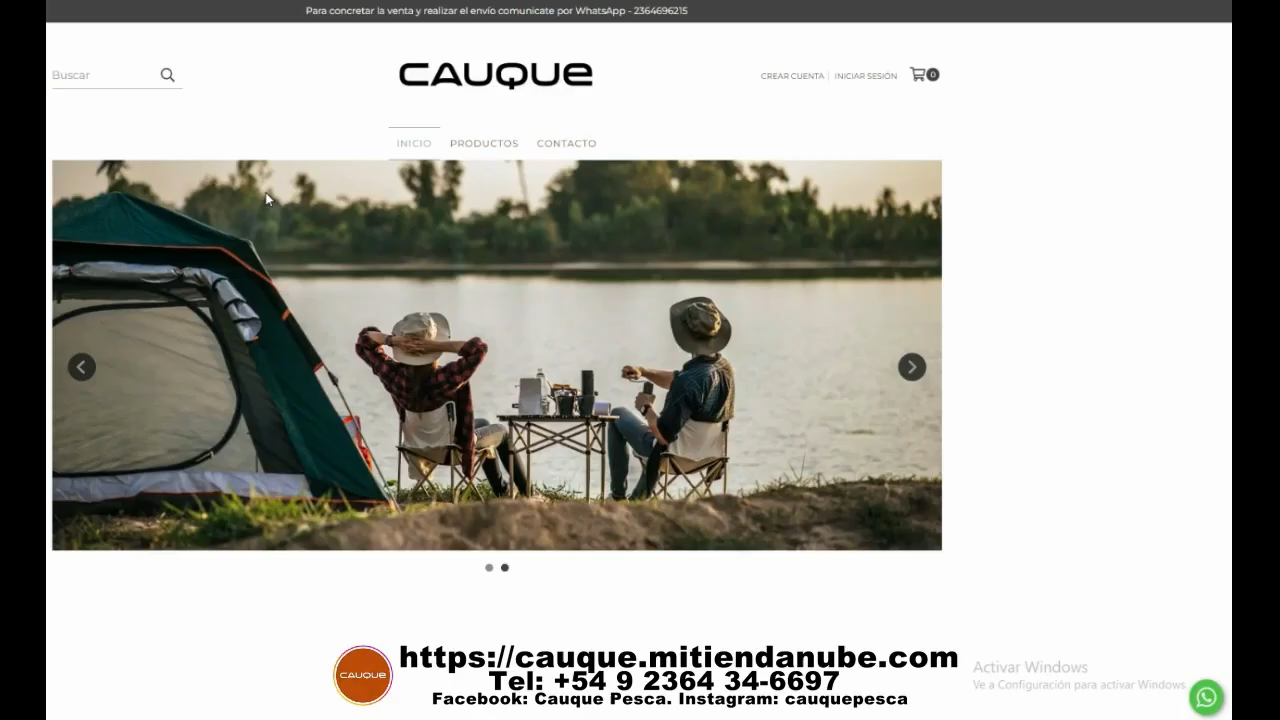 Para concretar la venta y realizar el envío comunicate por WhatsApp - 2364696215
Buscar
CAUQUE
CREAR CUENTA | INICIAR SESIÓN
0
INICIO PRODUCTOS CONTACTO
https://cauque.mitiendanube.com
CAUQUE
Tel: +54 9 2364 34-6697
Facebook: Cauque Pesca. Instagram: cauquepesca
Activar Windows
Ve a Configuración para activar Windows.